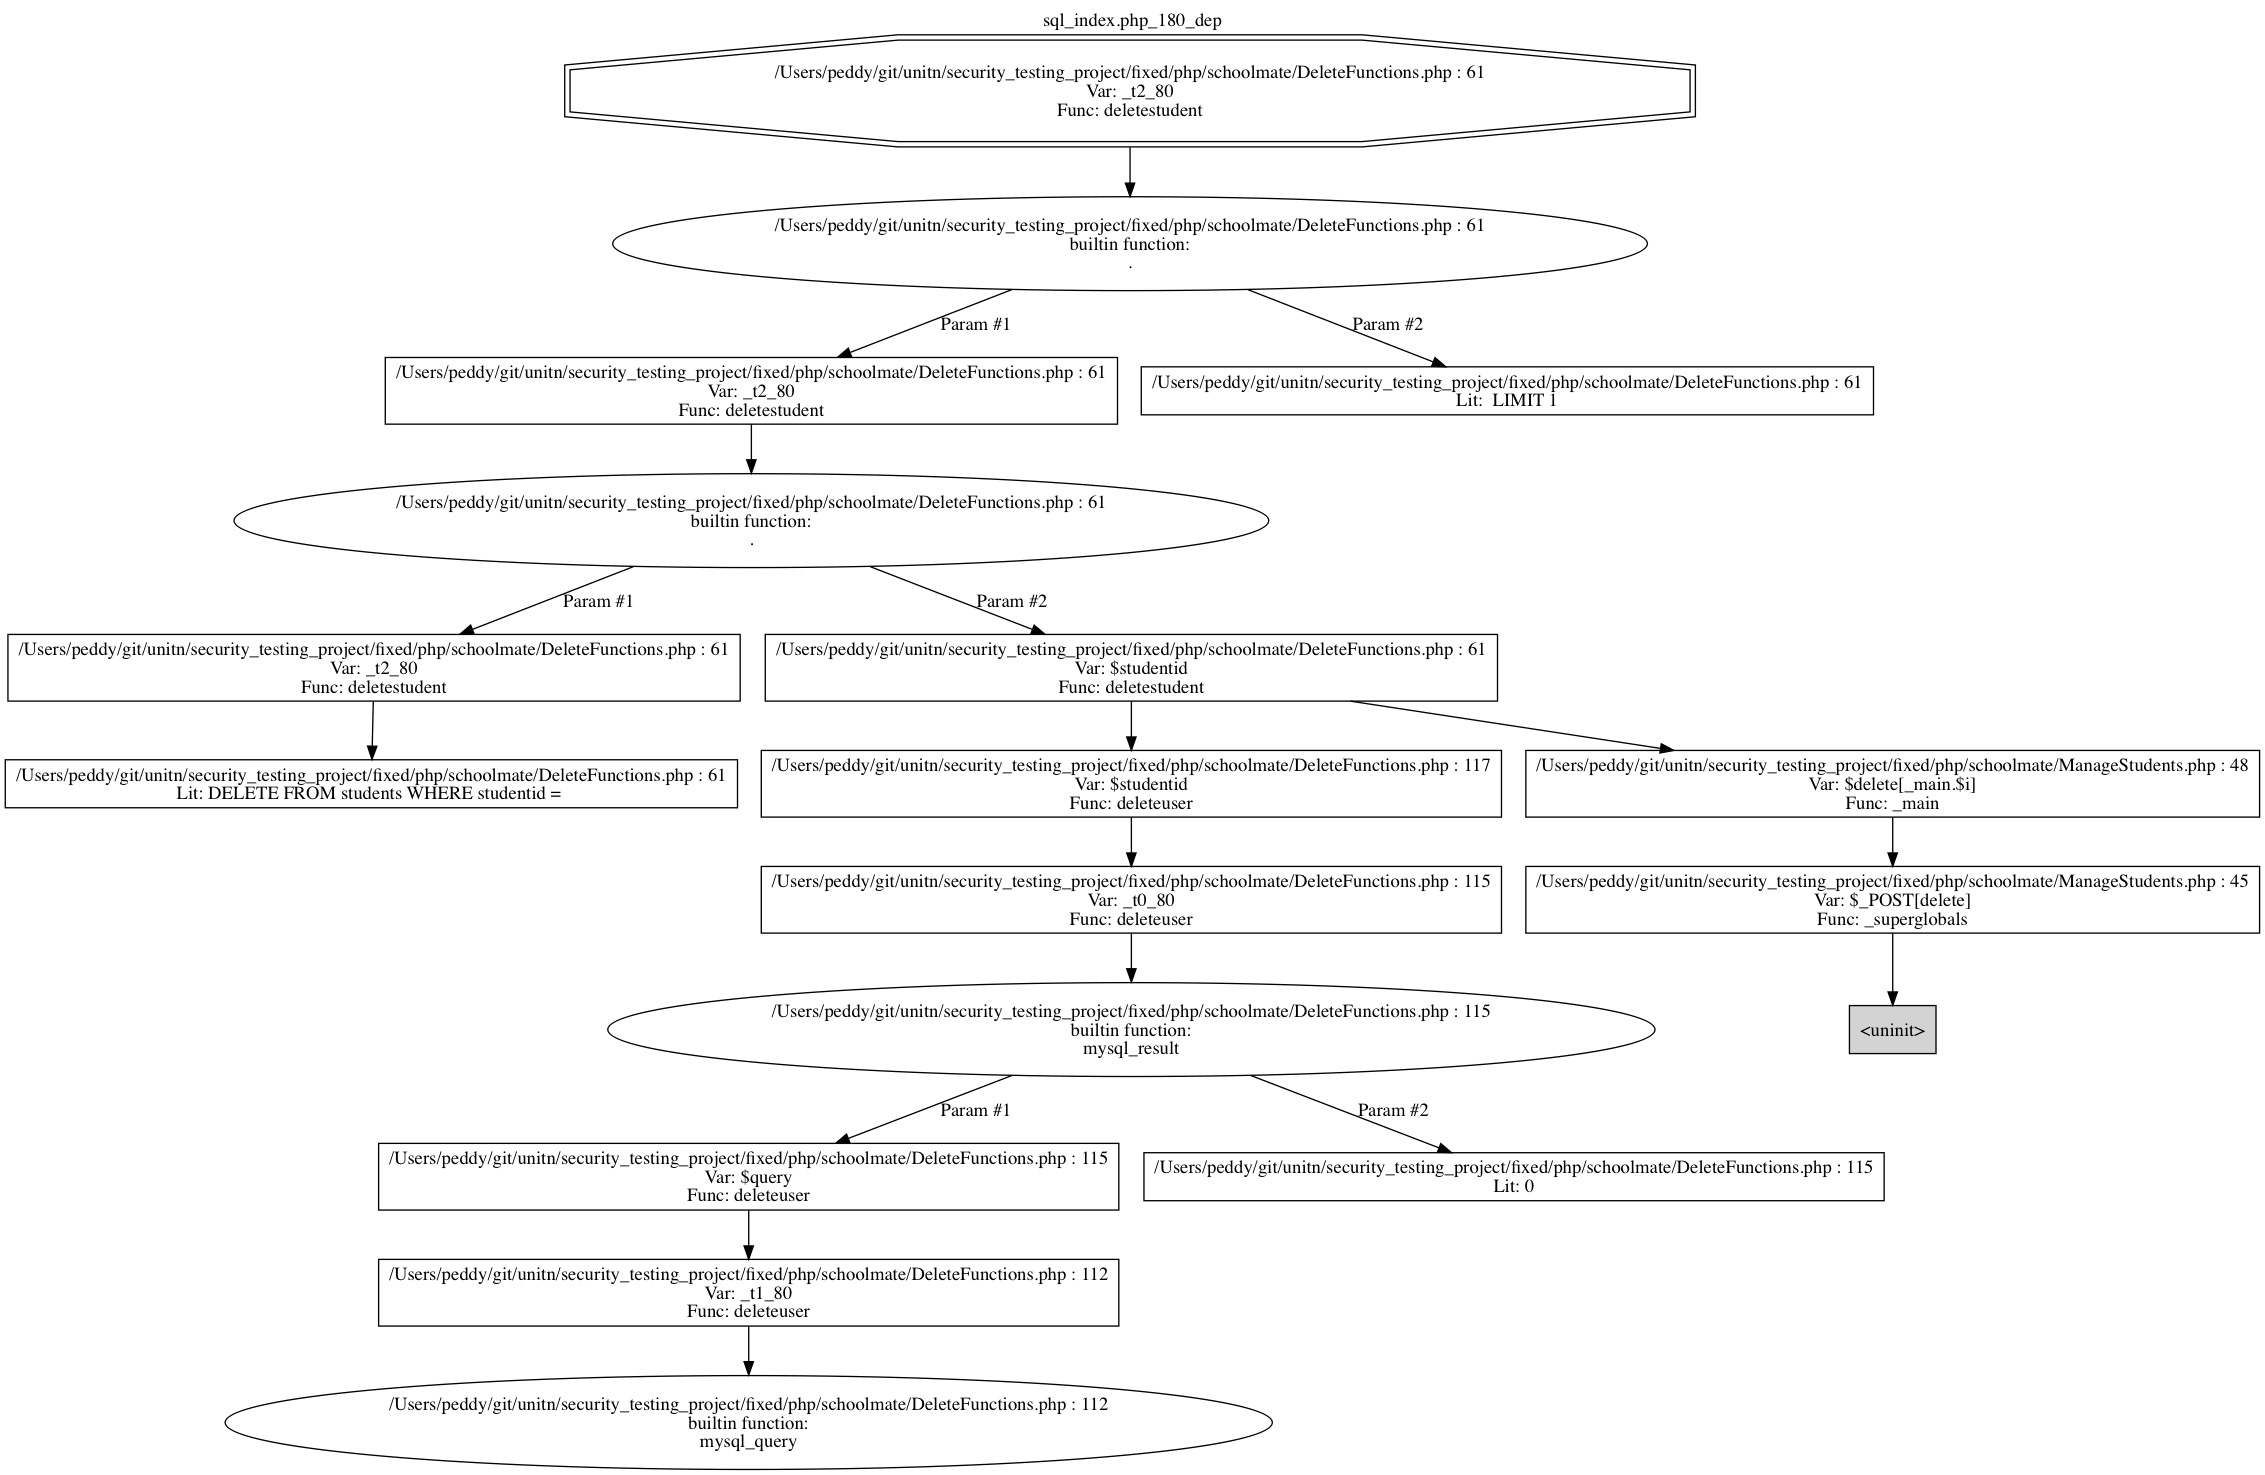 sql_index.php_180_dep
/Users/peddy/git/unitn/security_testing_project/fixed/php/schoolmate/DeleteFunctions.php : 61
Var: _t2_80
Func: deletestudent
/Users/peddy/git/unitn/security_testing_project/fixed/php/schoolmate/DeleteFunctions.php : 61
builtin function:
.
Param #1
Param #2
/Users/peddy/git/unitn/security_testing_project/fixed/php/schoolmate/DeleteFunctions.php : 61
Var: _t2_80
Func: deletestudent
/Users/peddy/git/unitn/security_testing_project/fixed/php/schoolmate/DeleteFunctions.php : 61
Lit:  LIMIT 1
/Users/peddy/git/unitn/security_testing_project/fixed/php/schoolmate/DeleteFunctions.php : 61
builtin function:
.
Param #1
Param #2
/Users/peddy/git/unitn/security_testing_project/fixed/php/schoolmate/DeleteFunctions.php : 61
Var: _t2_80
Func: deletestudent
/Users/peddy/git/unitn/security_testing_project/fixed/php/schoolmate/DeleteFunctions.php : 61
Var: $studentid
Func: deletestudent
/Users/peddy/git/unitn/security_testing_project/fixed/php/schoolmate/DeleteFunctions.php : 61
Lit: DELETE FROM students WHERE studentid =
/Users/peddy/git/unitn/security_testing_project/fixed/php/schoolmate/DeleteFunctions.php : 117
Var: $studentid
Func: deleteuser
/Users/peddy/git/unitn/security_testing_project/fixed/php/schoolmate/ManageStudents.php : 48
Var: $delete[_main.$i]
Func: _main
/Users/peddy/git/unitn/security_testing_project/fixed/php/schoolmate/DeleteFunctions.php : 115
Var: _t0_80
Func: deleteuser
/Users/peddy/git/unitn/security_testing_project/fixed/php/schoolmate/ManageStudents.php : 45
Var: $_POST[delete]
Func: _superglobals
/Users/peddy/git/unitn/security_testing_project/fixed/php/schoolmate/DeleteFunctions.php : 115
builtin function:
mysql_result
<uninit>
Param #1
Param #2
/Users/peddy/git/unitn/security_testing_project/fixed/php/schoolmate/DeleteFunctions.php : 115
Var: $query
Func: deleteuser
/Users/peddy/git/unitn/security_testing_project/fixed/php/schoolmate/DeleteFunctions.php : 115
Lit: 0
/Users/peddy/git/unitn/security_testing_project/fixed/php/schoolmate/DeleteFunctions.php : 112
Var: _t1_80
Func: deleteuser
/Users/peddy/git/unitn/security_testing_project/fixed/php/schoolmate/DeleteFunctions.php : 112
builtin function:
mysql_query